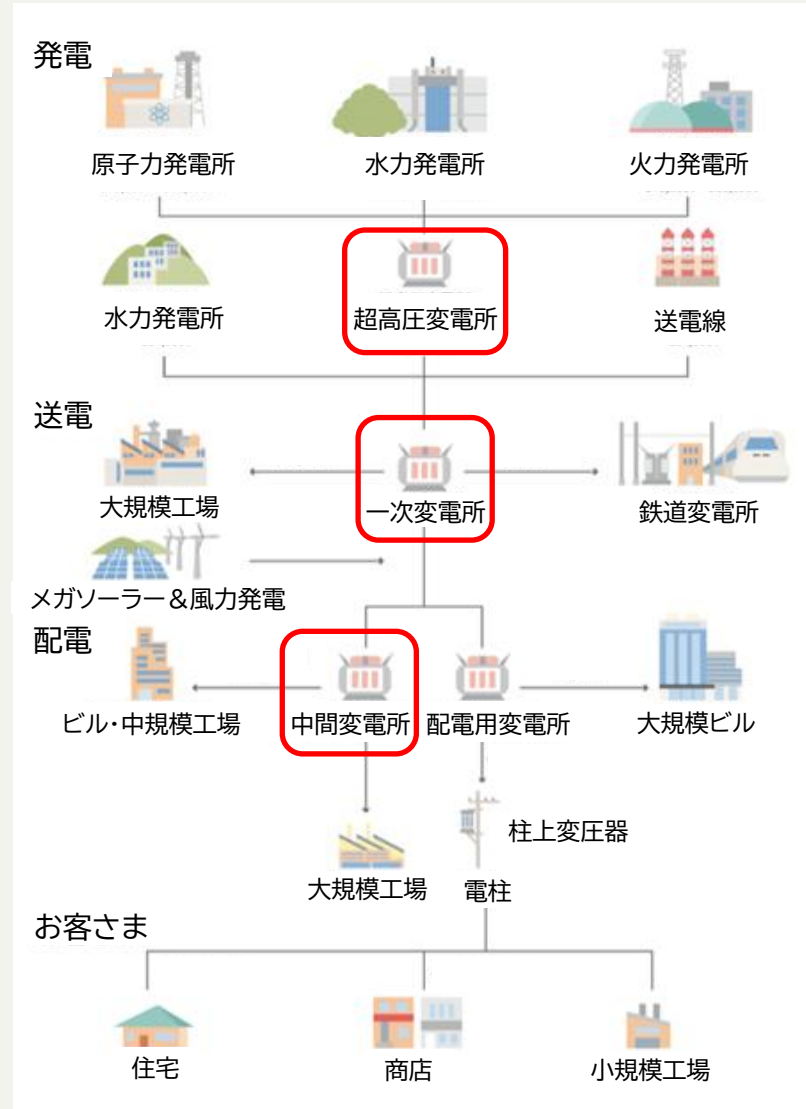 発電
原子力発電所
水力発電所
火力発電所
水力発電所
超高圧変電所
送電線
送電
大規模工場
一次変電所
鉄道変電所
メガソーラー＆風力発電
配電
ビル・中規模工場
中間変電所
配電用変電所
大規模ビル
柱上変圧器
大規模工場
電柱
お客さま
住宅
商店
小規模工場